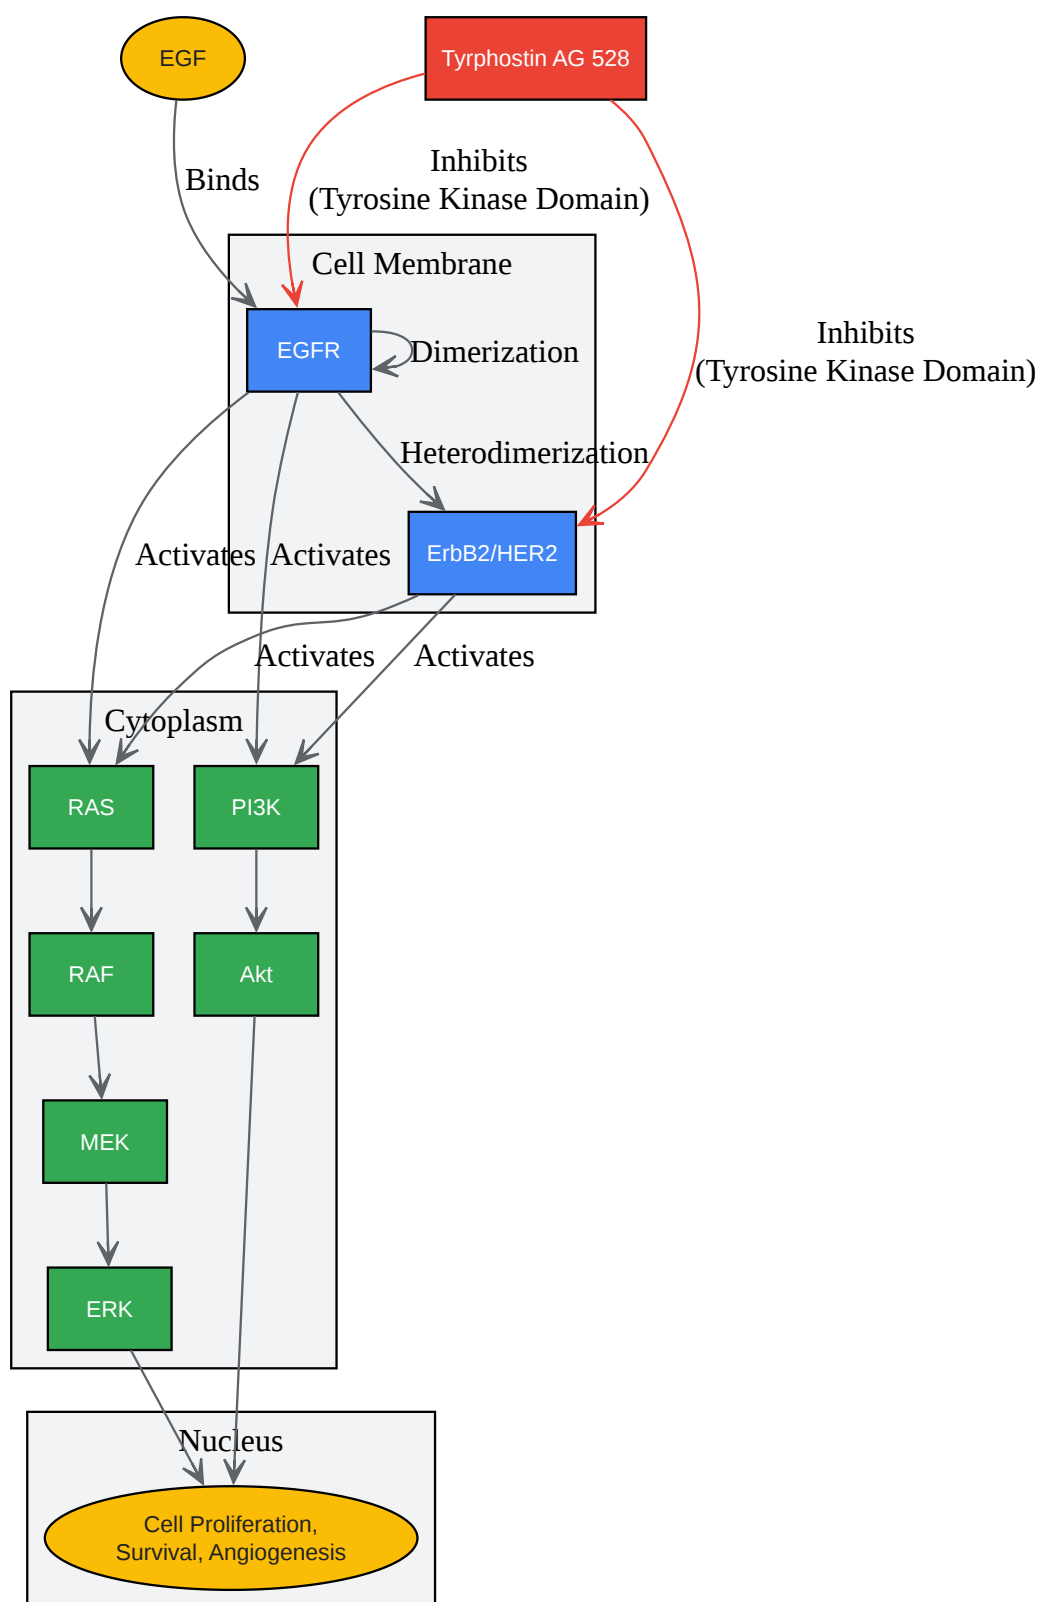 EGF
Tyrphostin AG 528
Binds
Inhibits
(Tyrosine Kinase Domain)
Cell Membrane
Inhibits
(Tyrosine Kinase Domain)
EGFR
Dimerization
Heterodimerization
Activates
Activates
ErbB2/HER2
Activates
Activates
Cytoplasm
RAS
PI3K
RAF
Akt
MEK
ERK
Nucleus
Cell Proliferation,
Survival, Angiogenesis